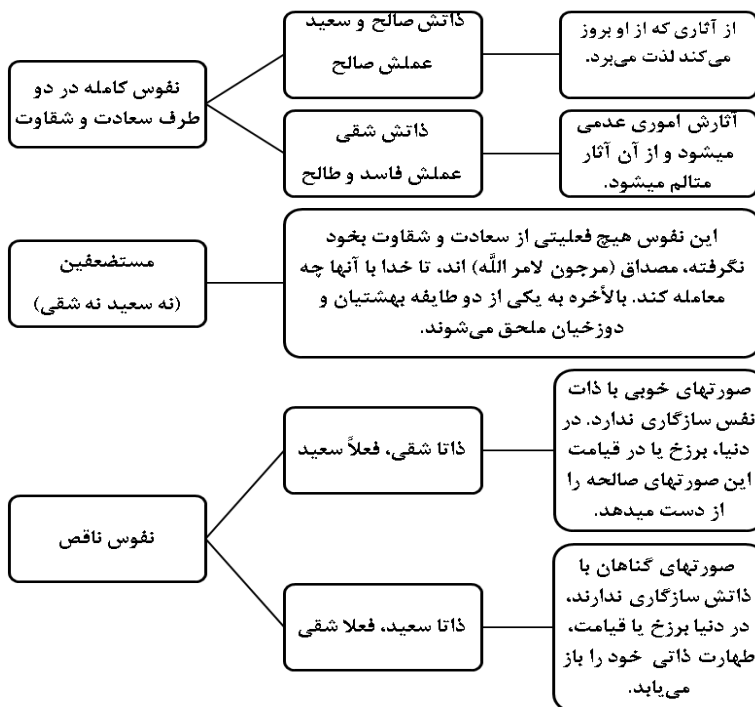 نفوس کامله در دو
طرف سعادت و شقاوت
ذاتش صالح و سعید
عملش صالح
از آثاری که از او بروز
می‌کند لذت می‌برد.
ذاتش شقی
عملش فاسد و طالح
آثارش اموری عدمی
میشود و از آن آثار
متالم میشود.
مستضعفین
(نه سعید نه شقی)
این نفوس هیچ فعلیتی از سعادت و شقاوت بخود
نگرفته، مصداق (مرجون لامر اللَّه) اند، تا خدا با آنها چه
معامله کند. بالأخره به یکی از دو طایفه بهشتیان و
دوزخیان ملحق می‌شوند.
نفوس ناقص
ذاتا شقی، فعلاً سعید
صورتهای خوبی با ذات
نفس سازگاری ندارد. در
دنیا، برزخ یا در قیامت
این صورتهای صالحه را
از دست میدهد.
ذاتا سعید، فعلا شقی
صورتهای گناهان با
ذاتش سازگاری ندارند،
در دنیا برزخ یا قیامت،
طهارت ذاتی خود را باز
می‌یابد.